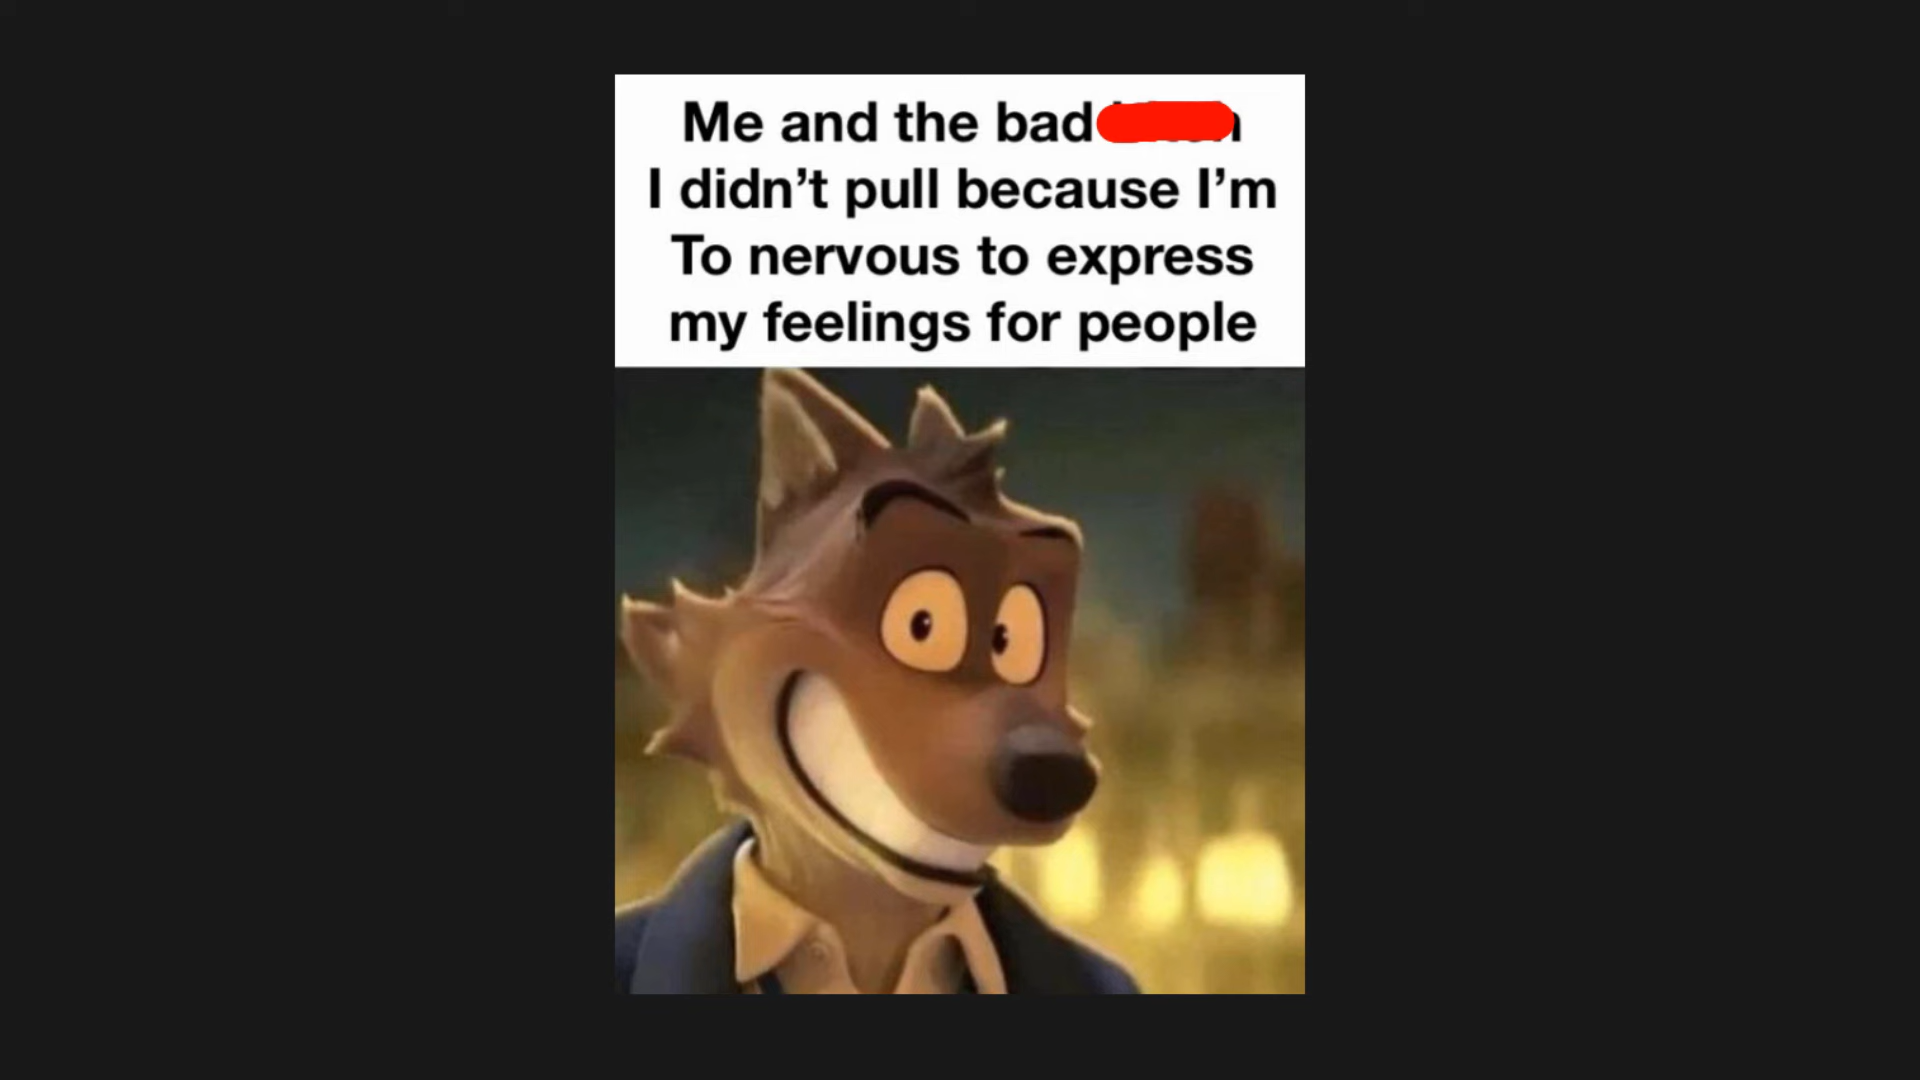 Me and the bad
I didn’t pull because I’m
To nervous to express
my feelings for people